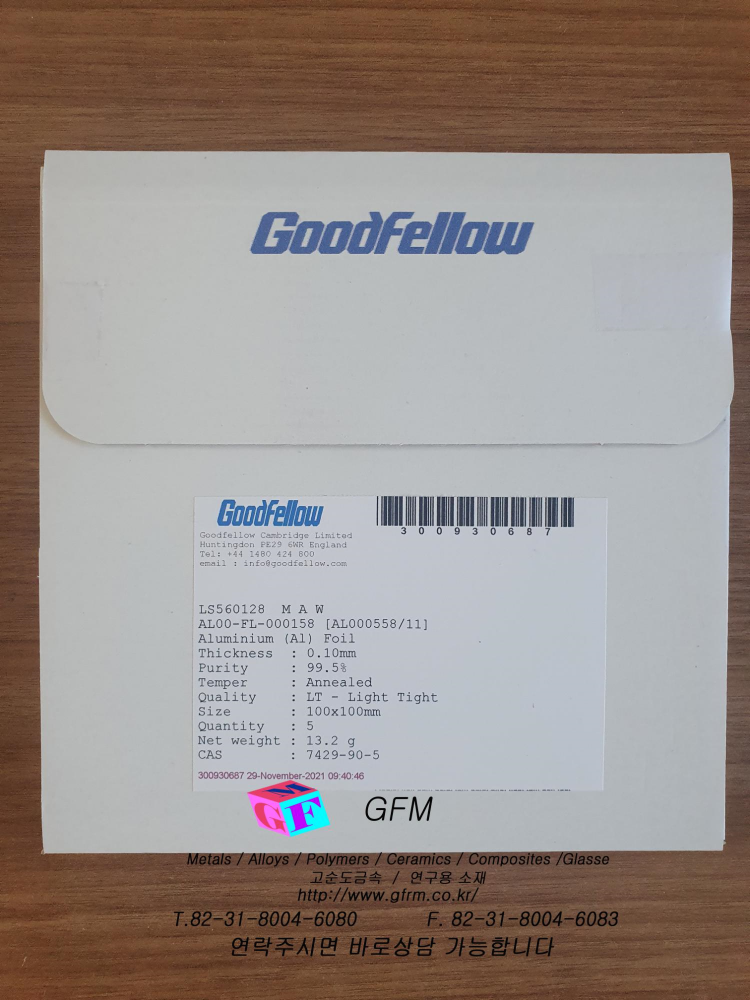 GoodFellow
GoodFellow
300930687
Goodfellow Cambridge Limited
Huntingdon PE29 6WR England
Tel: +44 1480 424 800
email : info@goodfellow.com
LS560128 M A W
AL00-FL-000158 [AL000558/11]
Aluminium (Al) Foil
Thickness : 0.10mm
Purity : 99.5%
Temper : Annealed
Quality : LT - Light Tight
Size : 100x100mm
Quantity : 5
Net weight : 13.2 g
CAS : 7429-90-5
300930687 29-November-2021 09:40:46
GFM
GFM
Metals / Alloys / Polymers / Ceramics / Composites /Glasse
고순도금속 / 연구용 소재
http://www.gfrm.co.kr/
T.82-31-8004-6080 F. 82-31-8004-6083
연락주시면 바로상담 가능합니다